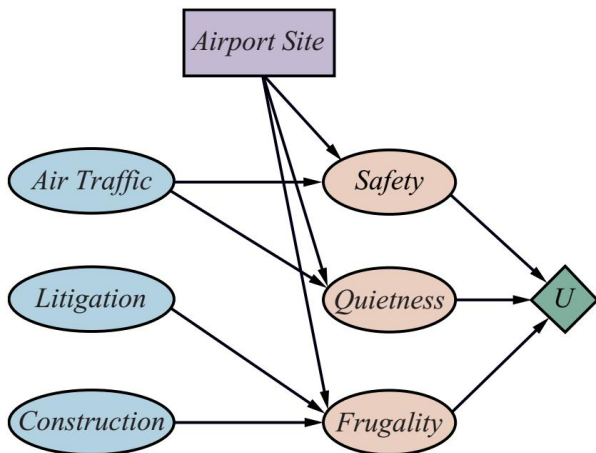 Airport Site
Air Traffic
Safety
Litigation
Quietness
U
Construction
Frugality